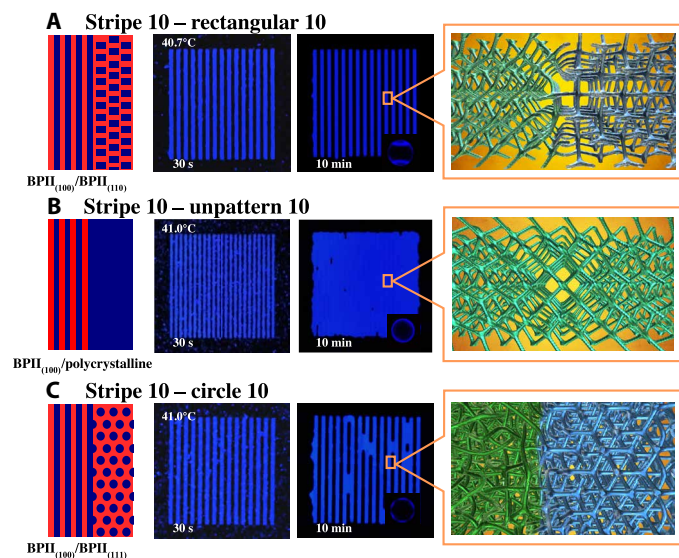 A Stripe 10 – rectangular 10
40.7°C
30 s
10 min
BPII(100)/BPII(110)
B Stripe 10 – unpattern 10
41.0°C
30 s
10 min
BPII(100)/polycrystalline
C Stripe 10 – circle 10
41.0°C
30 s
10 min
BPII(100)/BPII(111)